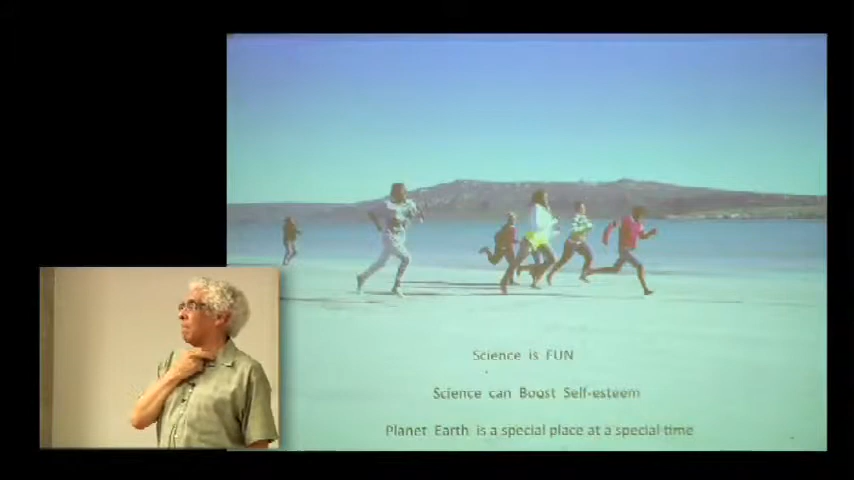 Science is FUN
Science can Boost Self-esteem
Planet Earth is a special place at a special time